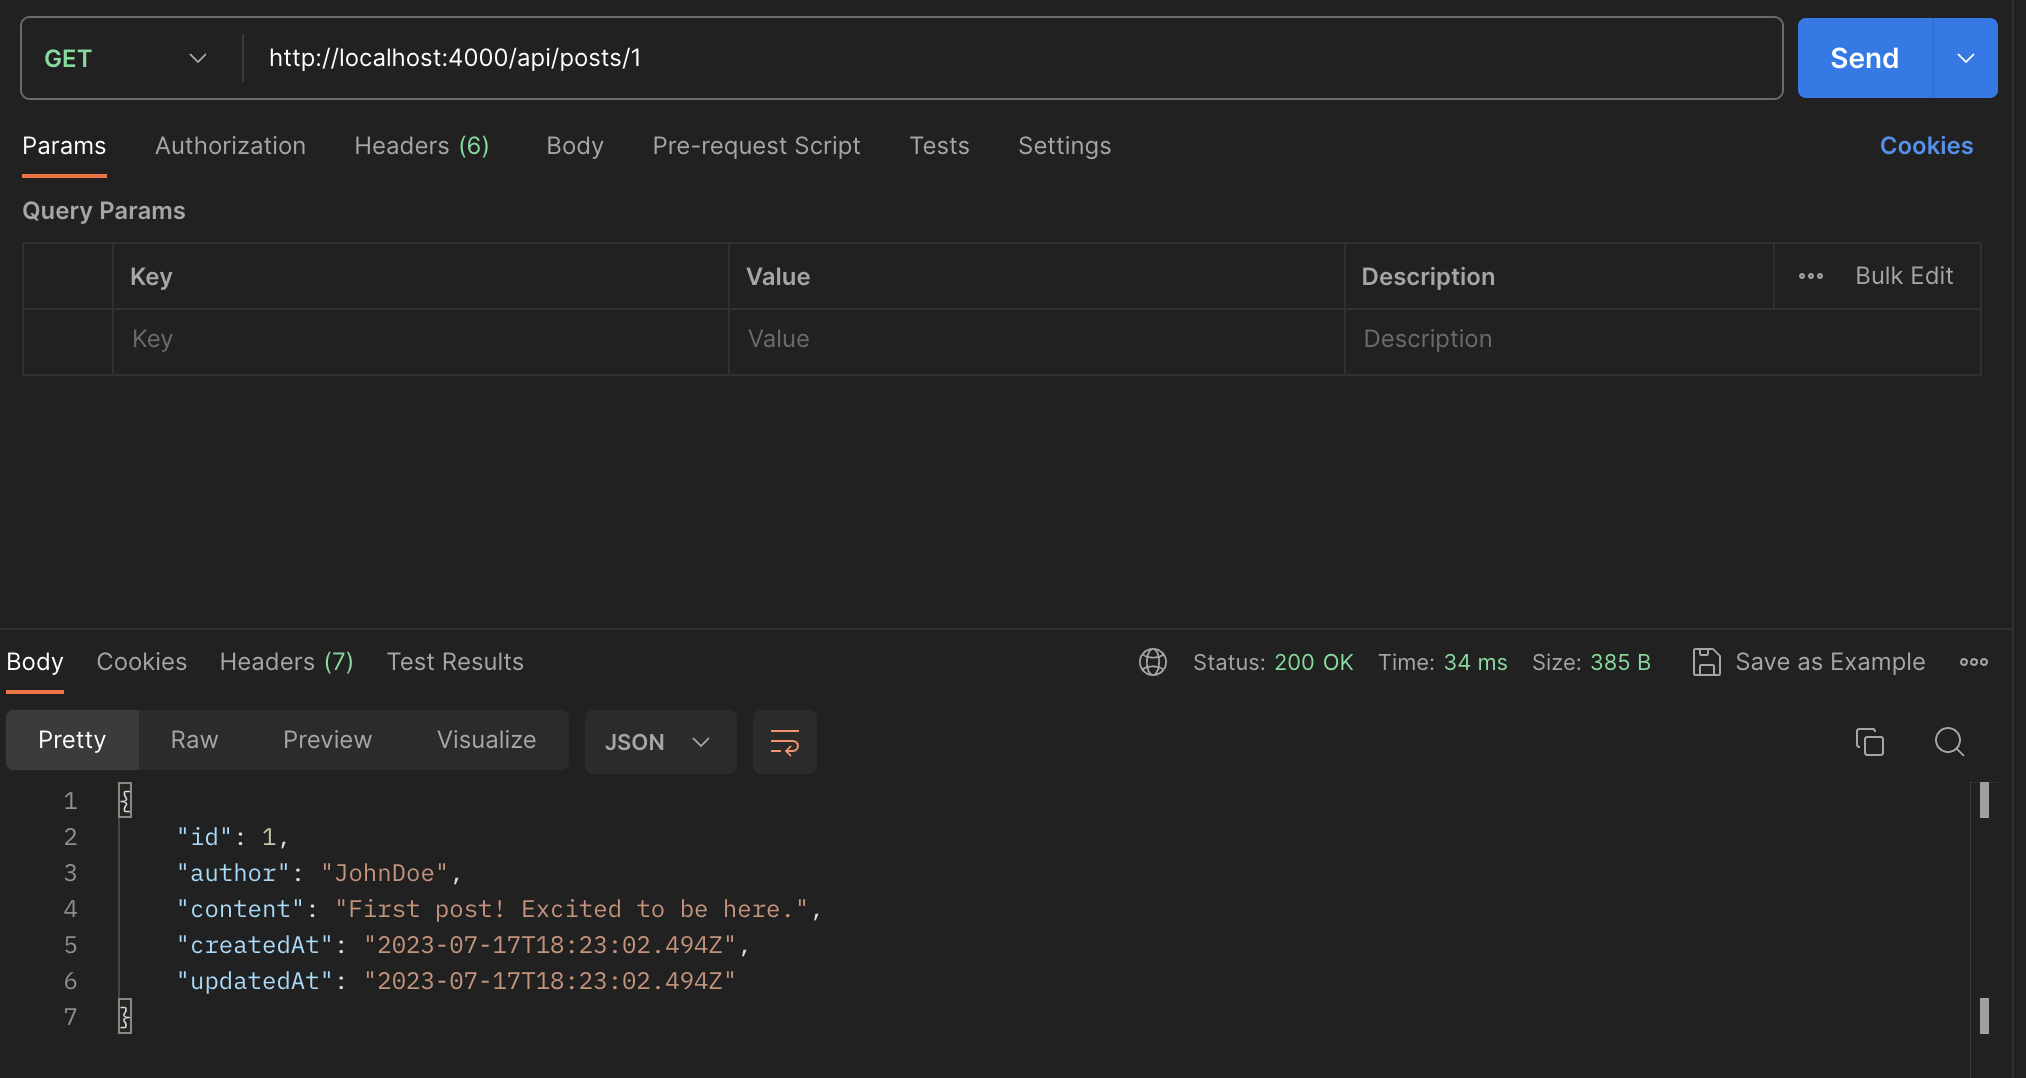 GET http://localhost:4000/api/posts/1 Send
Params Authorization Headers (6) Body Pre-request Script Tests Settings Cookies
Query Params
Key Value Description Bulk Edit
Key Value Description
Body Cookies Headers (7) Test Results Status: 200 OK Time: 34 ms Size: 385 B Save as Example
Pretty Raw Preview Visualize JSON
1 {
2 "id": 1,
3 "author": "JohnDoe",
4 "content": "First post! Excited to be here.",
5 "createdAt": "2023-07-17T18:23:02.494Z",
6 "updatedAt": "2023-07-17T18:23:02.494Z"
7 }